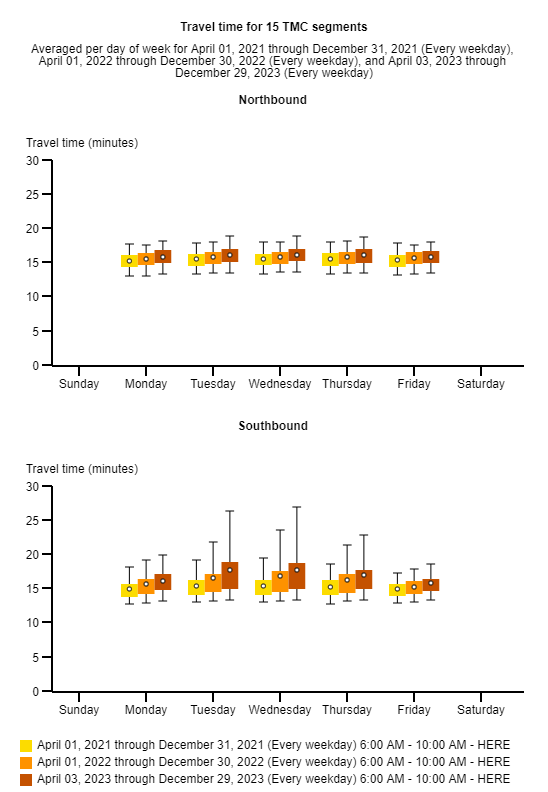 Travel time for 15 TMC segments
Averaged per day of week for April 01, 2021 through December 31, 2021 (Every weekday),
April 01, 2022 through December 30, 2022 (Every weekday), and April 03, 2023 through
December 29, 2023 (Every weekday)
Northbound
Travel time (minutes)
30
25
20
15
10
5
0
Sunday Monday Tuesday Wednesday Thursday Friday Saturday
Southbound
Travel time (minutes)
30
25
20
15
10
5
0
Sunday Monday Tuesday Wednesday Thursday Friday Saturday
April 01, 2021 through December 31, 2021 (Every weekday) 6:00 AM - 10:00 AM - HERE
April 01, 2022 through December 30, 2022 (Every weekday) 6:00 AM - 10:00 AM - HERE
April 03, 2023 through December 29, 2023 (Every weekday) 6:00 AM - 10:00 AM - HERE